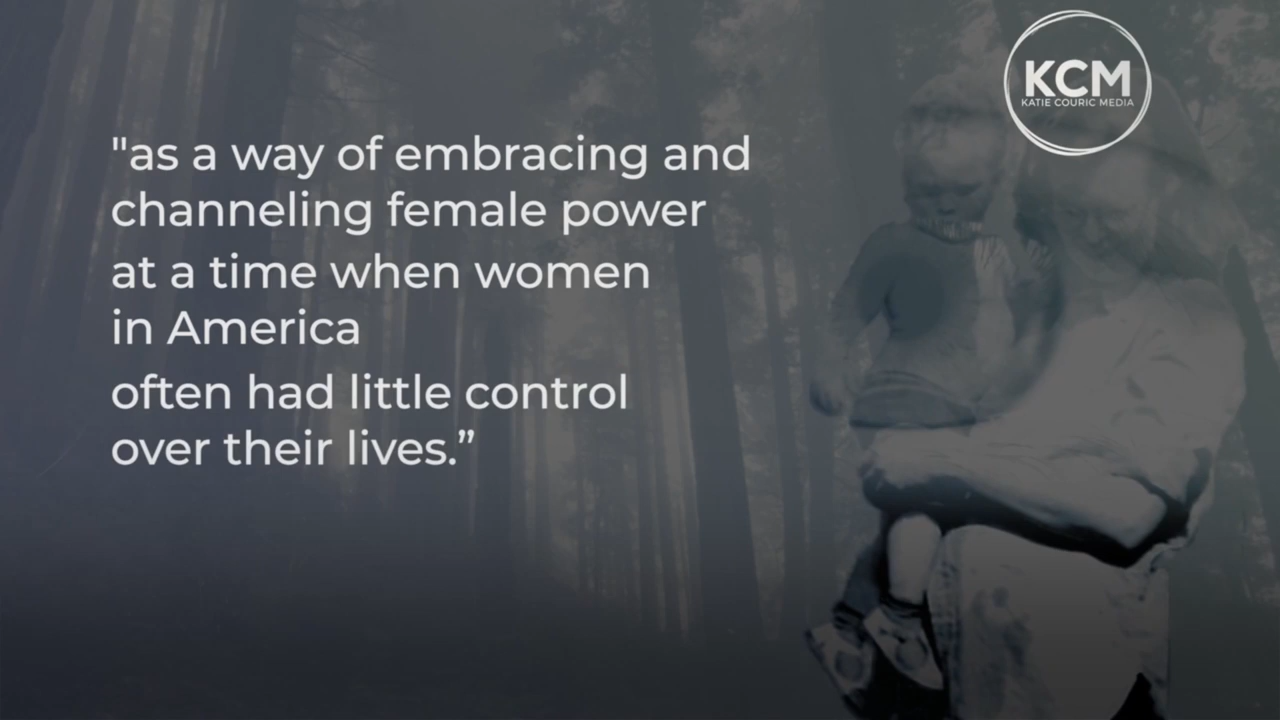 KCM
KATIE COURIC MEDIA
"as a way of embracing and
channeling female power
at a time when women
in America
often had little control
over their lives.”